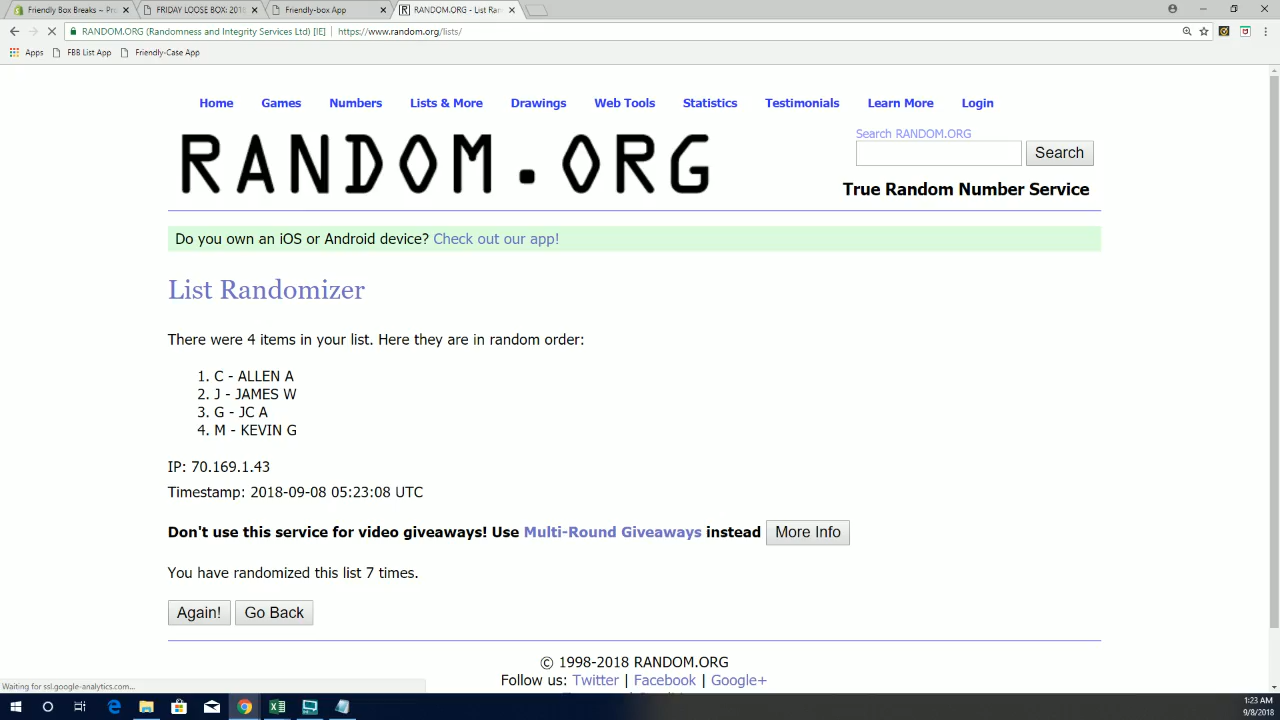 Friendly Box Breaks ~ Pr
FRIDAY LOOSE BOX 201
Friendly-box App
RANDOM.ORG - List Ran
RANDOM.ORG (Randomness and Integrity Services Ltd) [IE] | https://www.random.org/lists/
Apps FBB List App Friendly-Case App
Home Games Numbers Lists & More Drawings Web Tools Statistics Testimonials Learn More Login
RANDOM.ORG
Search RANDOM.ORG
Search
True Random Number Service
Do you own an iOS or Android device? Check out our app!
List Randomizer
There were 4 items in your list. Here they are in random order:
1. C - ALLEN A
2. J - JAMES W
3. G - JC A
4. M - KEVIN G
IP: 70.169.1.43
Timestamp: 2018-09-08 05:23:08 UTC
Don't use this service for video giveaways! Use Multi-Round Giveaways instead More Info
You have randomized this list 7 times.
Again! Go Back
© 1998-2018 RANDOM.ORG
Follow us: Twitter | Facebook | Google+
Waiting for ssl.google-analytics.com...
1:23 AM
9/8/2018